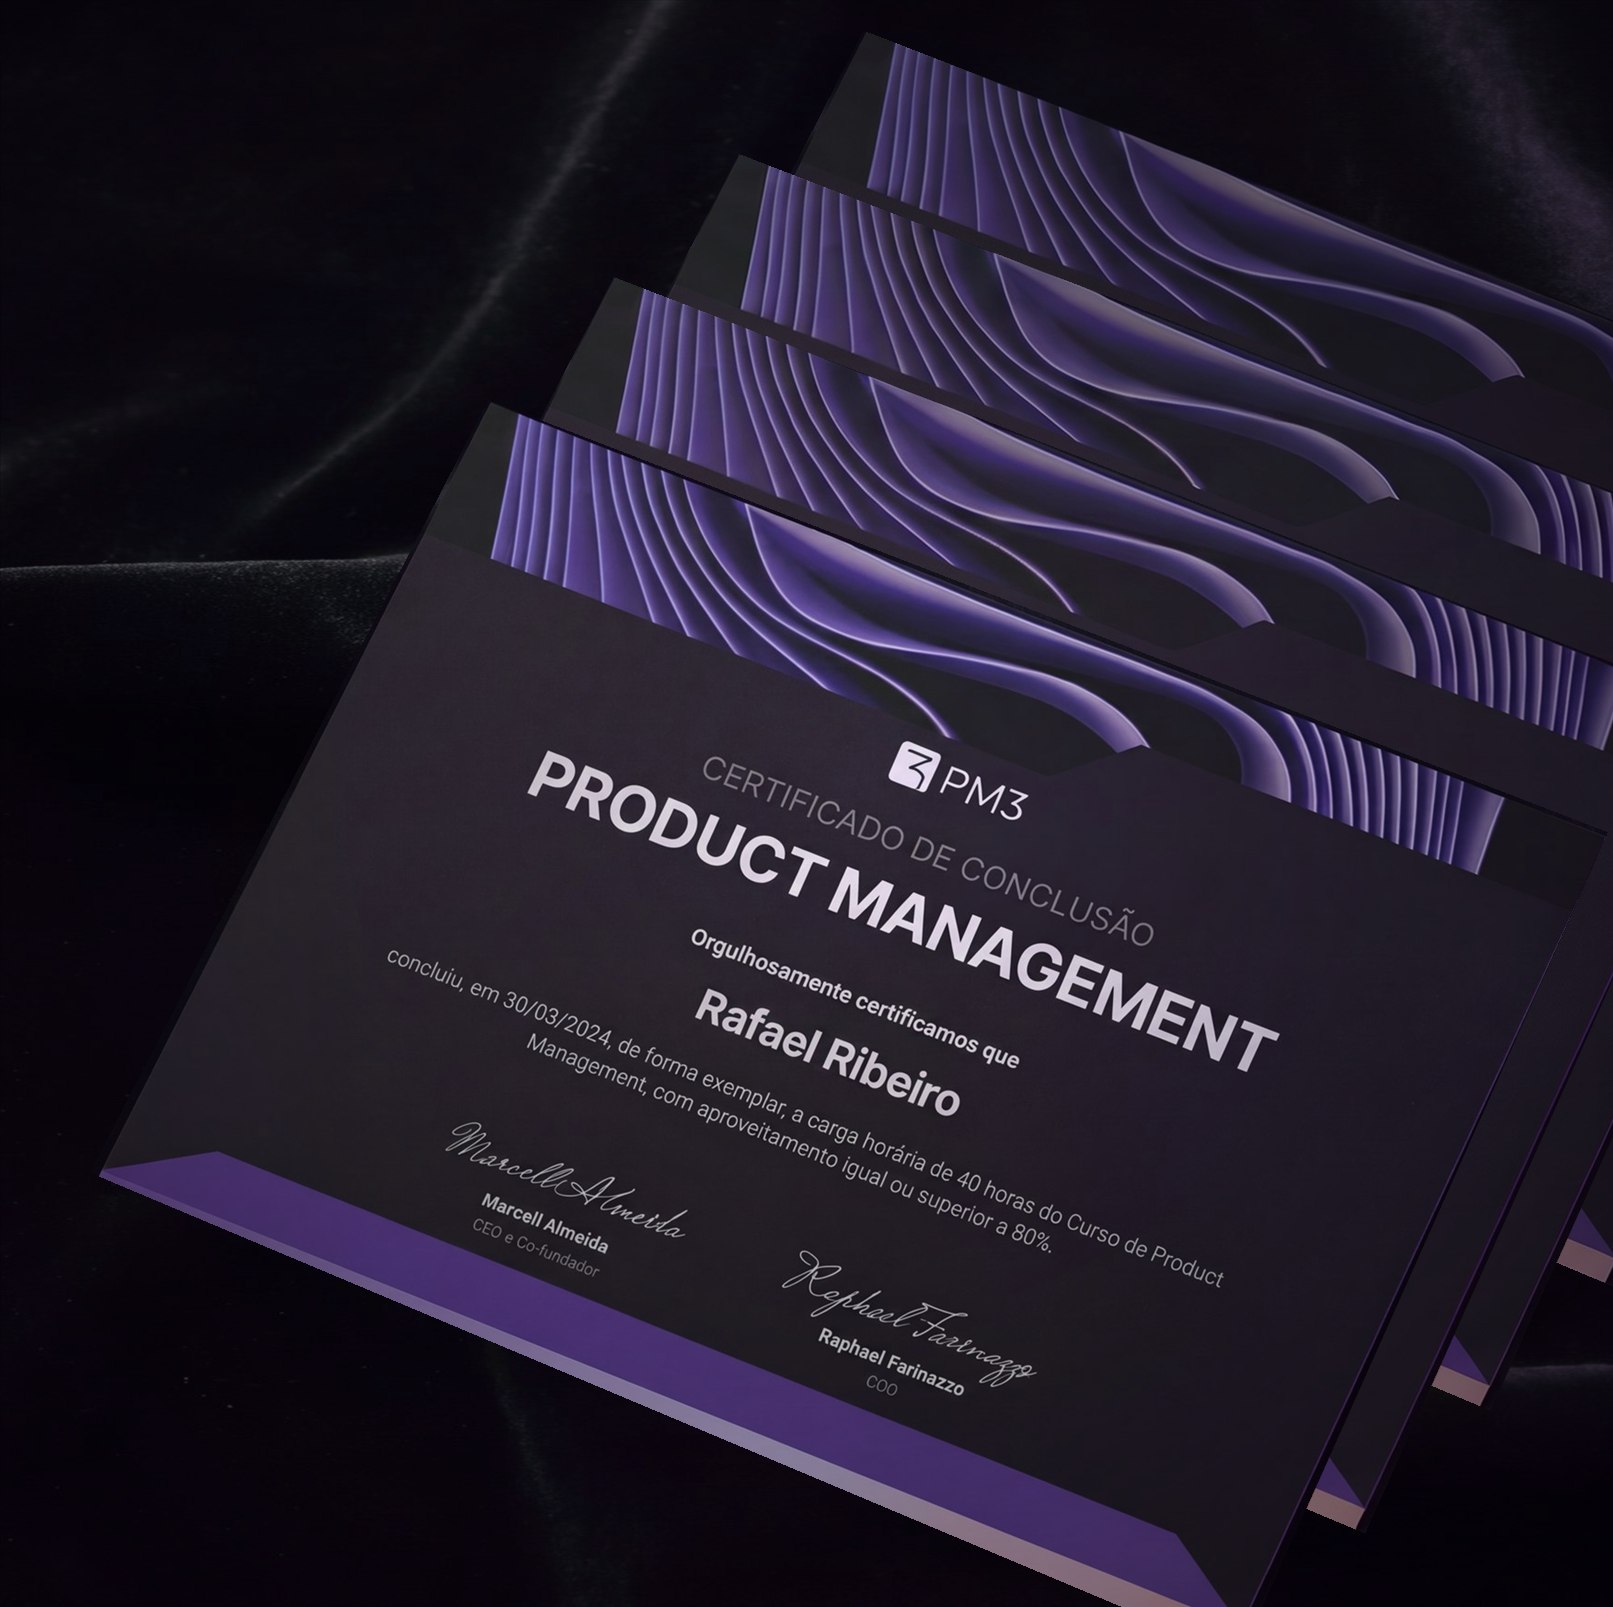 PM3
CERTIFICADO DE CONCLUSÃO
PRODUCT MANAGEMENT
Orgulhosamente certificamos que
Rafael Ribeiro
concluiu, em 30/03/2024, de forma exemplar, a carga horária de 40 horas do Curso de Product
Management, com aproveitamento igual ou superior a 80%.
Marcell Almeida
Marcell Almeida
CEO e Co-fundador
Raphael Farinazzo
Raphael Farinazzo
COO